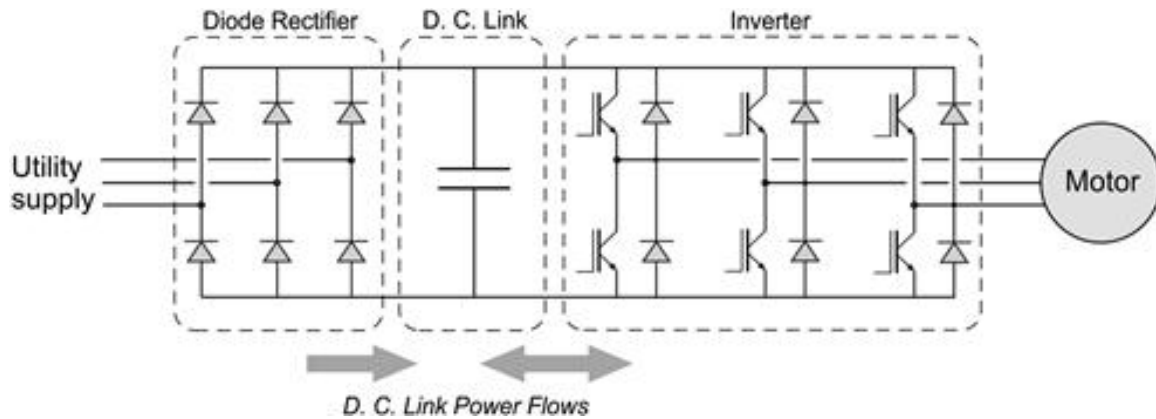 Diode Rectifier
D. C. Link
Inverter
Utility
supply
Motor
D. C. Link Power Flows